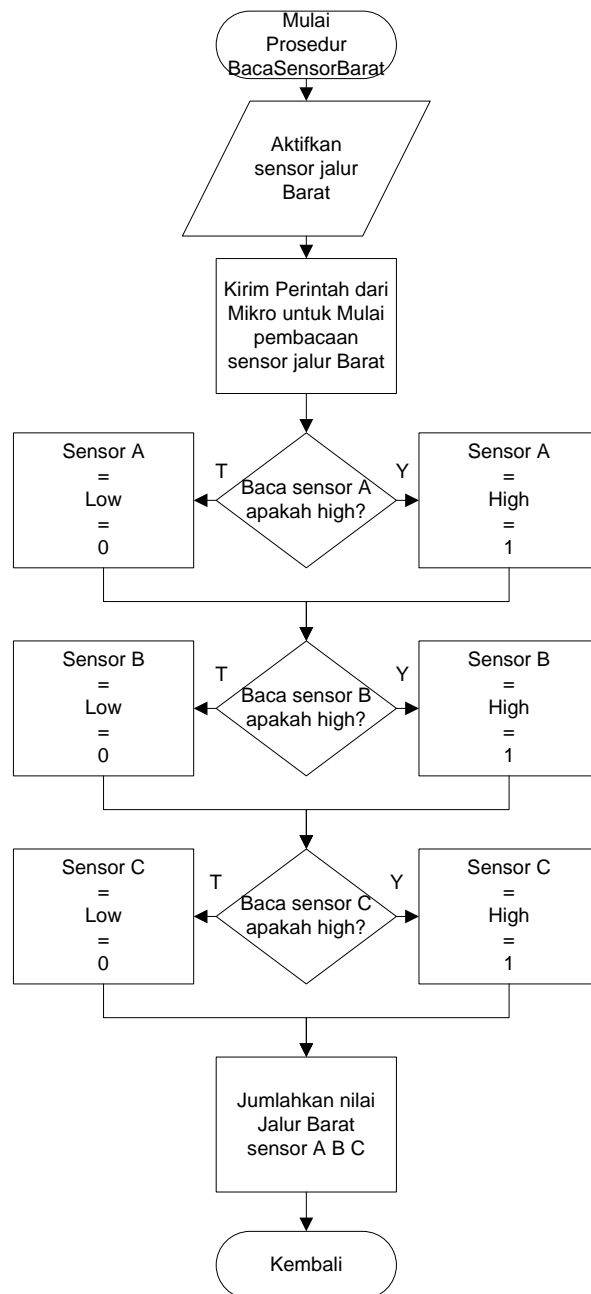 Mulai
Prosedur
BacaSensorBarat
Aktifkan
sensor jalur
Barat
Kirim Perintah dari
Mikro untuk Mulai
pembacaan
sensor jalur Barat
Sensor A
=
Low
=
0
T
Baca sensor A
apakah high?
Y
Sensor A
=
High
=
1
Sensor B
=
Low
=
0
T
Baca sensor B
apakah high?
Y
Sensor B
=
High
=
1
Sensor C
=
Low
=
0
T
Baca sensor C
apakah high?
Y
Sensor C
=
High
=
1
Jumlahkan nilai
Jalur Barat
sensor A B C
Kembali